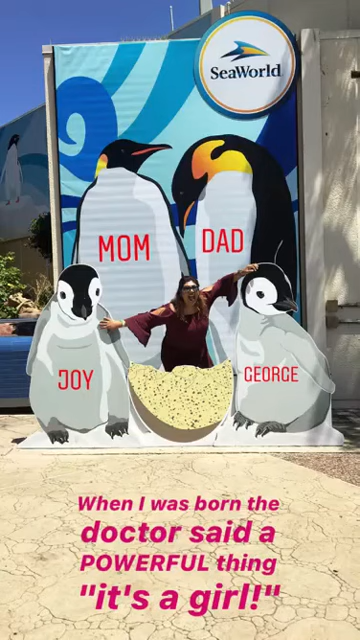 SeaWorld
MOM
DAD
JOY
GEORGE
When I was born the
doctor said a
POWERFUL thing
"it's a girl!"